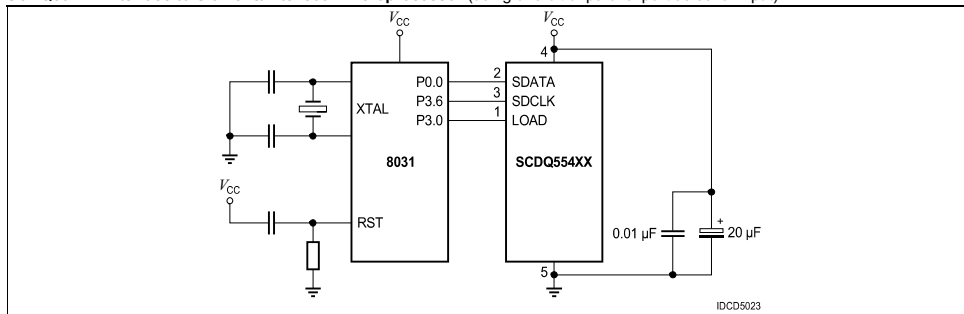 V_CC
V_CC
4
P0.0
2
SDATA
XTAL
P3.6
3
SDCLK
P3.0
1
LOAD
8031
SCDQ554XX
V_CC
RST
0.01 µF
+
20 µF
5
IDCD5023